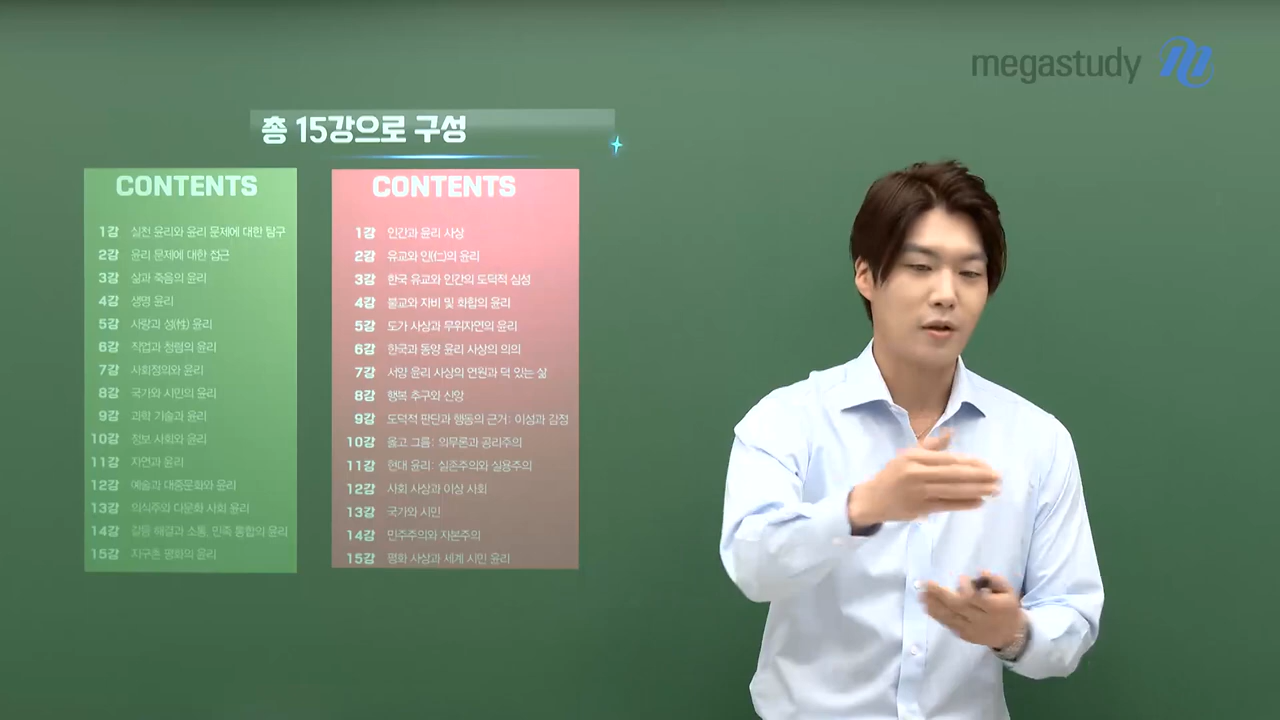 megastudy
총 15강으로 구성
CONTENTS
1강 실천 윤리와 윤리 문제에 대한 탐구
2강 윤리 문제에 대한 접근
3강 삶과 죽음의 윤리
4강 생명 윤리
5강 사랑과 성(性) 윤리
6강 직업과 청렴의 윤리
7강 사회정의와 윤리
8강 국가와 시민의 윤리
9강 과학 기술과 윤리
10강 정보 사회와 윤리
11강 자연과 윤리
12강 예술과 대중문화와 윤리
13강 의식주와 다문화 사회 윤리
14강 갈등 해결과 소통, 민족 통합의 윤리
15강 지구촌 평화의 윤리
CONTENTS
1강 인간과 윤리 사상
2강 유교와 인(仁)의 윤리
3강 한국 유교와 인간의 도덕적 심성
4강 불교와 자비 및 화합의 윤리
5강 도가 사상과 무위자연의 윤리
6강 한국과 동양 윤리 사상의 의의
7강 서양 윤리 사상의 연원과 덕 있는 삶
8강 행복 추구와 신앙
9강 도덕적 판단과 행동의 근거: 이성과 감정
10강 옳고 그름: 의무론과 공리주의
11강 현대 윤리: 실존주의와 실용주의
12강 사회 사상과 이상 사회
13강 국가와 시민
14강 민주주의와 자본주의
15강 평화 사상과 세계 시민 윤리